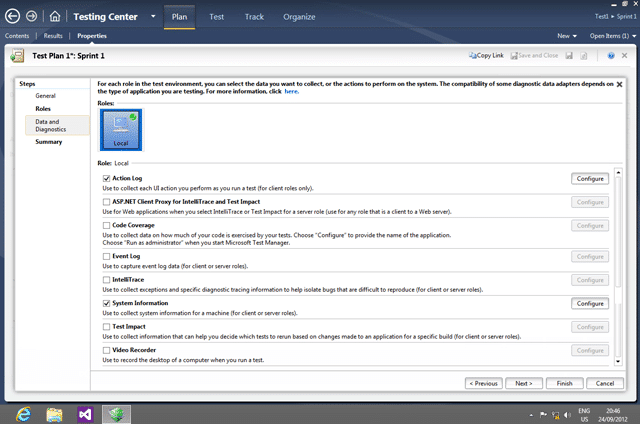 Testing Center
Plan
Test
Track
Organize
Test1 ▸ Sprint 1
Contents
Results
Properties
New
Open Items (1)
Test Plan 1*: Sprint 1
Copy Link
Save and Close
Steps
General
Roles
Data and
Diagnostics
Summary
For each role in the test environment, you can select the data you want to collect, or the actions to perform on the system. The compatibility of some diagnostic data adapters depends on
the type of application you are testing. For more information, click here.
Roles:
Local
Role: Local
Action Log
Configure
Use to collect each UI action you perform as you run a test (for client roles only).
ASP.NET Client Proxy for IntelliTrace and Test Impact
Configure
Use for Web applications when you select IntelliTrace or Test Impact for a server role (use for any role that is a client to a Web server).
Code Coverage
Configure
Use to collect data on how much of your code is exercised by your tests. Choose "Configure" to provide the name of the application.
Choose "Run as administrator" when you start Microsoft Test Manager.
Event Log
Configure
Use to capture event log data (for client or server roles).
IntelliTrace
Configure
Use to collect exceptions and specific diagnostic tracing information to help isolate bugs that are difficult to reproduce (for client or server roles).
System Information
Configure
Use to collect system information for a machine (for client or server roles).
Test Impact
Configure
Use to collect information that can help you decide which tests to rerun based on changes made to an application for a specific build (for client or server roles).
Video Recorder
Configure
Use to record the desktop of a computer when you run a test.
< Previous
Next >
Finish
Cancel
ENG
US
20:46
24/09/2012